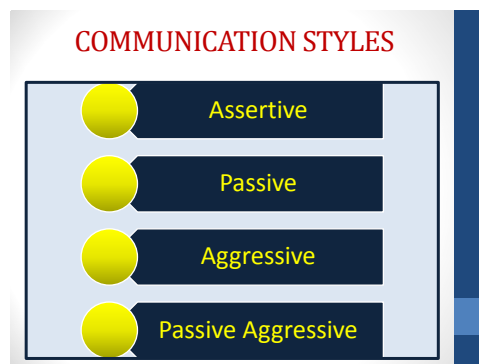 COMMUNICATION STYLES
Assertive
Passive
Aggressive
Passive Aggressive